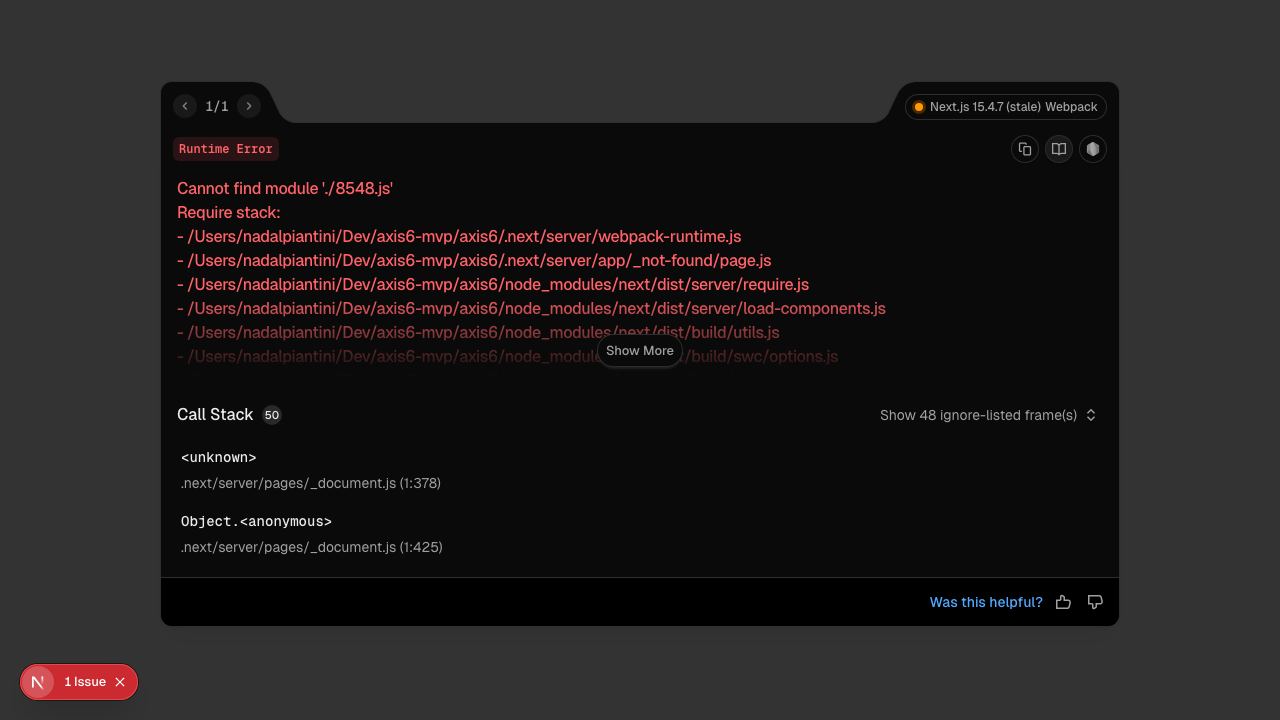 1/1
Next.js 15.4.7 (stale) Webpack
Runtime Error
Cannot find module './8548.js'
Require stack:
- /Users/nadalpiantini/Dev/axis6-mvp/axis6/.next/server/webpack-runtime.js
- /Users/nadalpiantini/Dev/axis6-mvp/axis6/.next/server/app/_not-found/page.js
- /Users/nadalpiantini/Dev/axis6-mvp/axis6/node_modules/next/dist/server/require.js
- /Users/nadalpiantini/Dev/axis6-mvp/axis6/node_modules/next/dist/server/load-components.js
- /Users/nadalpiantini/Dev/axis6-mvp/axis6/node_modules/next/dist/build/utils.js
- /Users/nadalpiantini/Dev/axis6-mvp/axis6/node_module /build/swc/options.js
Show More
Call Stack 50
Show 48 ignore-listed frame(s)
<unknown>
.next/server/pages/_document.js (1:378)
Object.<anonymous>
.next/server/pages/_document.js (1:425)
Was this helpful?
N 1 Issue